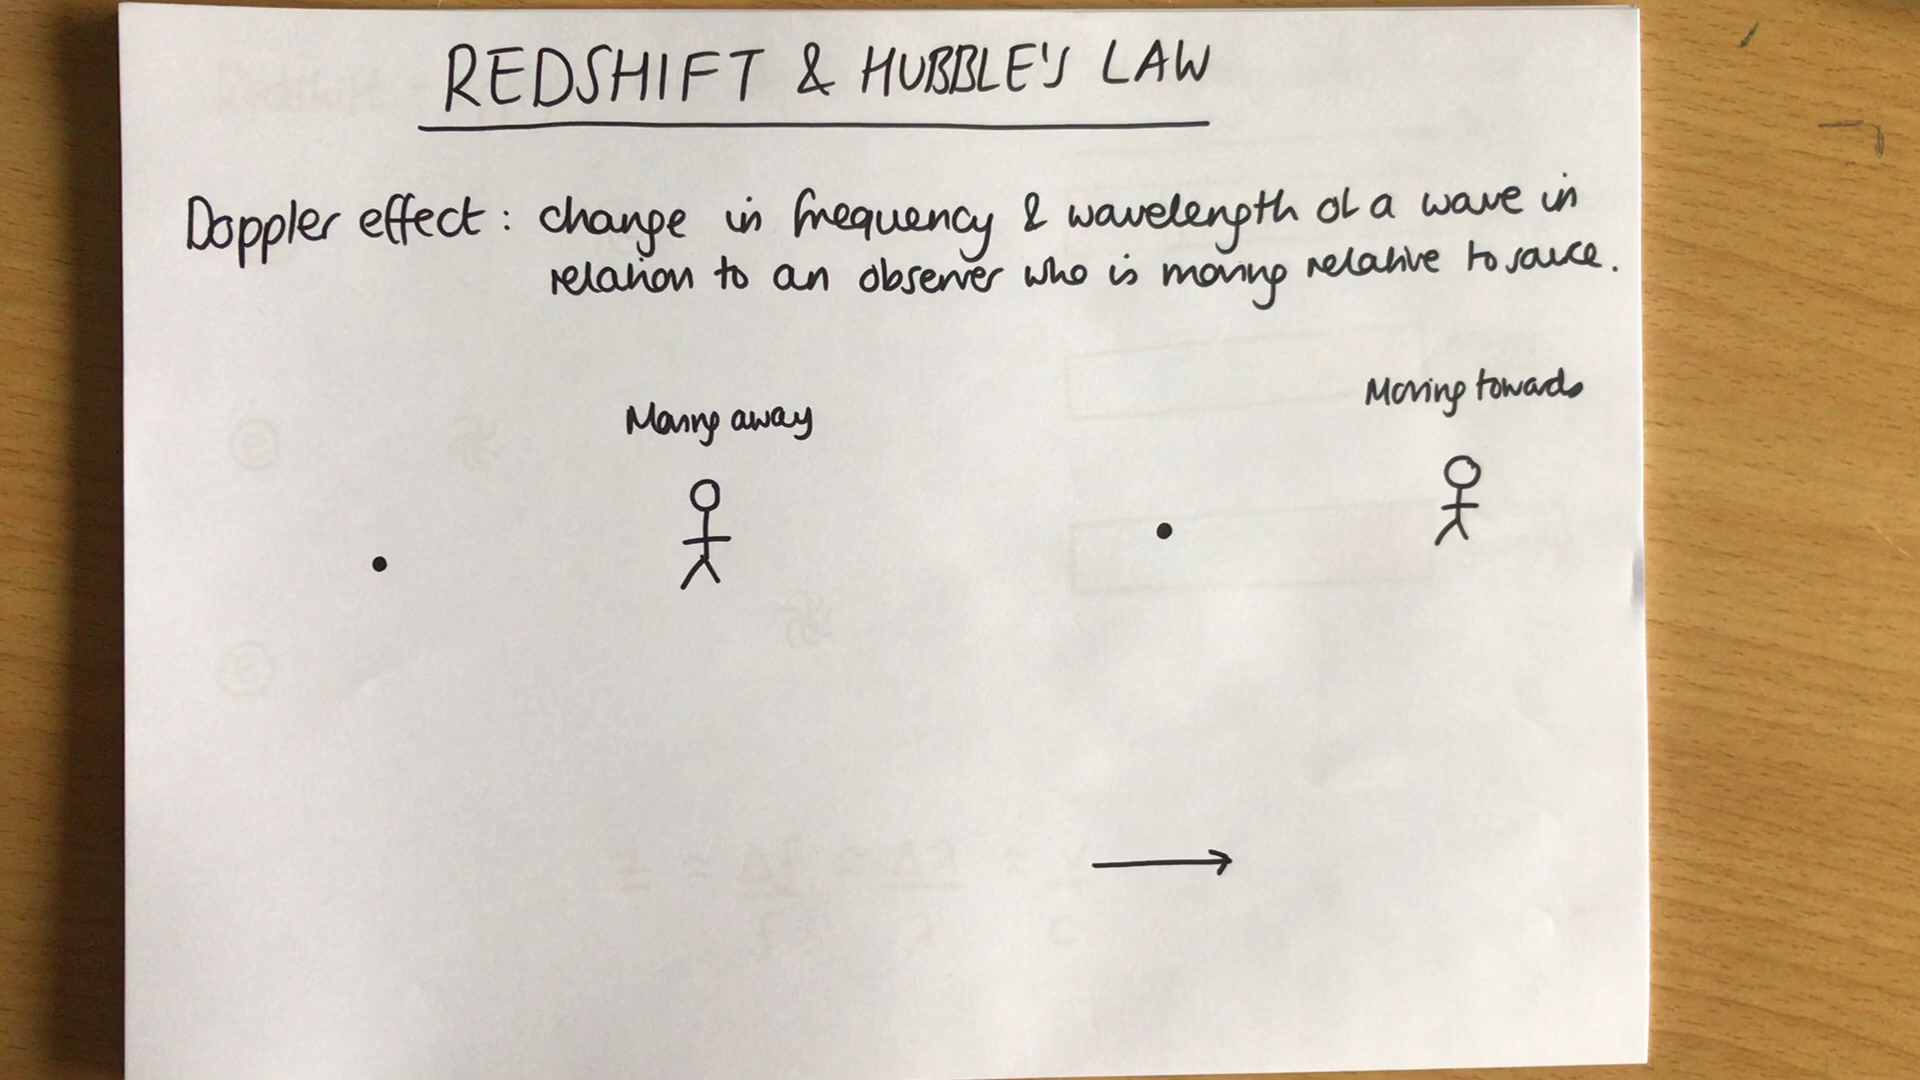 REDSHIFT & HUBBLE'S LAW
Doppler effect : change in frequency & wavelength of a wave in
relation to an observer who is moving relative to source.
Moving away
Moving towards